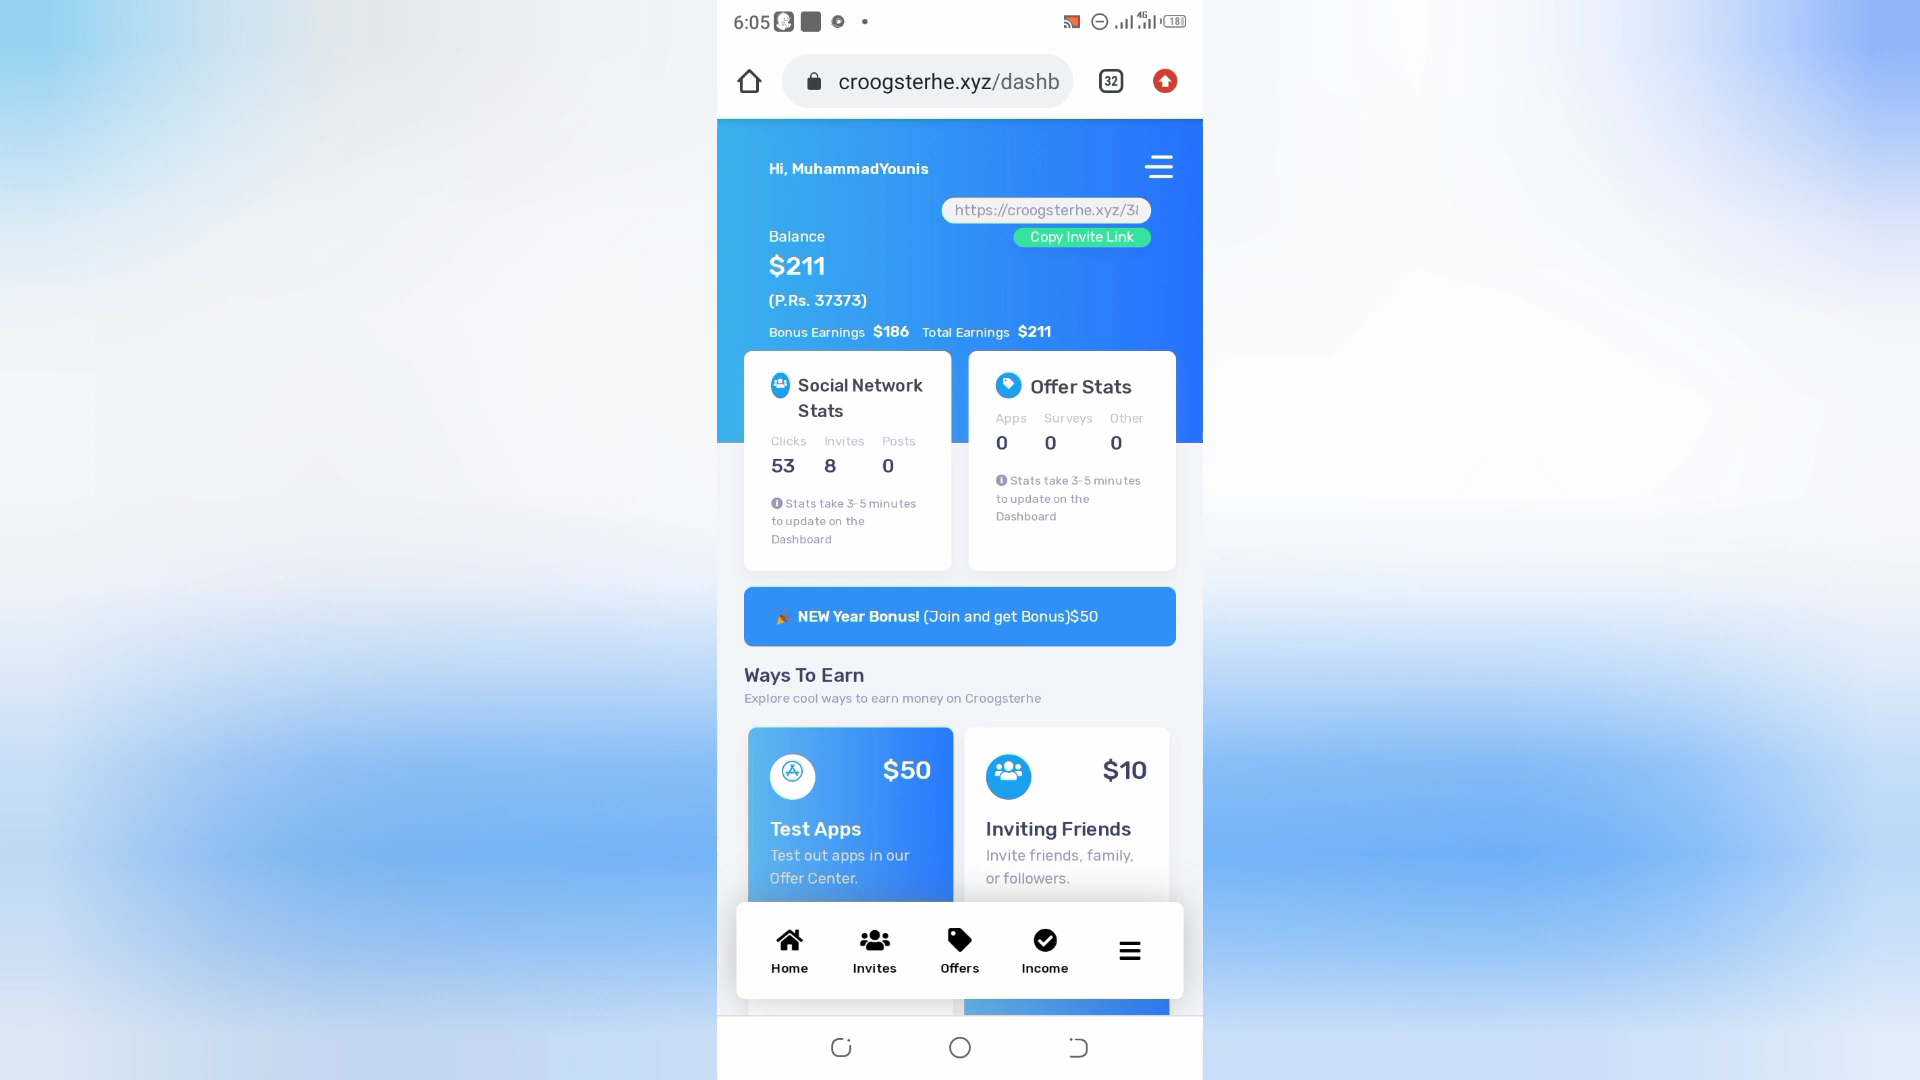 6:05
4G
18
croogsterhe.xyz/dashb
32
Hi, MuhammadYounis
https://croogsterhe.xyz/38
Balance
Copy Invite Link
$211
(P.Rs. 37373)
Bonus Earnings $186 Total Earnings $211
Social Network
Stats
Clicks Invites Posts
53 8 0
Stats take 3-5 minutes
to update on the
Dashboard
Offer Stats
Apps Surveys Other
0 0 0
Stats take 3-5 minutes
to update on the
Dashboard
🎉 NEW Year Bonus! (Join and get Bonus)$50
Ways To Earn
Explore cool ways to earn money on Croogsterhe
$50
Test Apps
Test out apps in our
Offer Center.
$10
Inviting Friends
Invite friends, family,
or followers.
Home Invites Offers Income